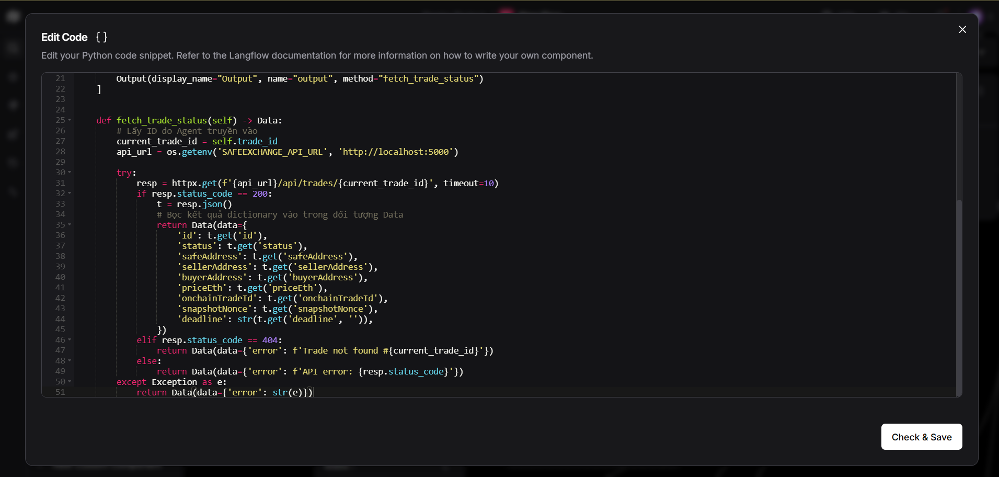 Edit Code { }
Edit your Python code snippet. Refer to the Langflow documentation for more information on how to write your own component.
21 Output(display_name="Output", name="output", method="fetch_trade_status")
22 ]
23
24
25 def fetch_trade_status(self) -> Data:
26 # Lấy ID do Agent truyền vào
27 current_trade_id = self.trade_id
28 api_url = os.getenv('SAFEEXCHANGE_API_URL', 'http://localhost:5000')
29
30 try:
31 resp = httpx.get(f'{api_url}/api/trades/{current_trade_id}', timeout=10)
32 if resp.status_code == 200:
33 t = resp.json()
34 # Bọc kết quả dictionary vào trong đối tượng Data
35 return Data(data={
36 'id': t.get('id'),
37 'status': t.get('status'),
38 'safeAddress': t.get('safeAddress'),
39 'sellerAddress': t.get('sellerAddress'),
40 'buyerAddress': t.get('buyerAddress'),
41 'priceEth': t.get('priceEth'),
42 'onchainTradeId': t.get('onchainTradeId'),
43 'snapshotNonce': t.get('snapshotNonce'),
44 'deadline': str(t.get('deadline', '')),
45 })
46 elif resp.status_code == 404:
47 return Data(data={'error': f'Trade not found #{current_trade_id}'})
48 else:
49 return Data(data={'error': f'API error: {resp.status_code}'})
50 except Exception as e:
51 return Data(data={'error': str(e)})
Check & Save